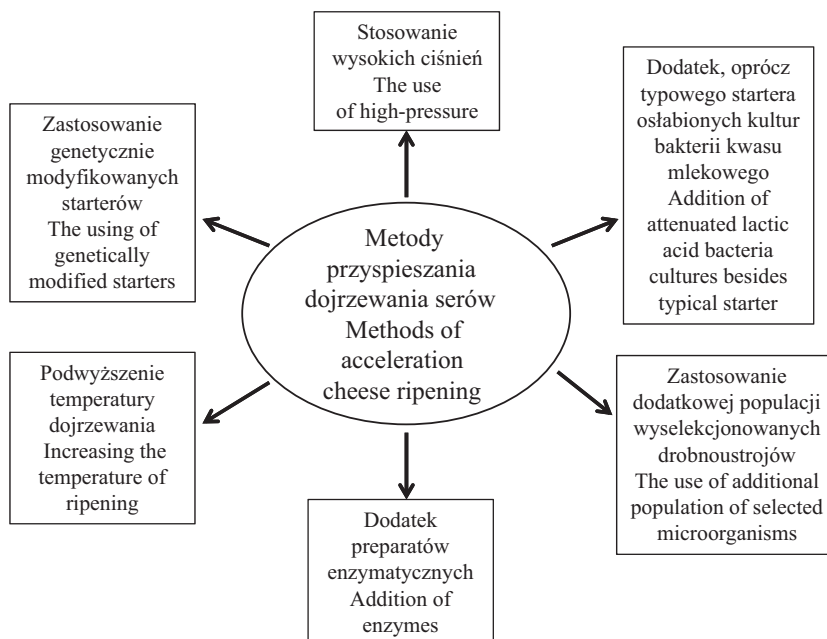 Stosowanie
wysokich ciśnień
The use
of high-pressure
Dodatek, oprócz
typowego startera
osłabionych kultur
bakterii kwasu
mlekowego
Addition of
attenuated lactic
acid bacteria
cultures besides
typical starter
Zastosowanie
genetycznie
modyfikowanych
starterów
The using of
genetically
modified starters
Metody
przyspieszania
dojrzewania serów
Methods of
acceleration
cheese ripening
Podwyższenie
temperatury
dojrzewania
Increasing the
temperature of
ripening
Zastosowanie
dodatkowej populacji
wyselekcjonowanych
drobnoustrojów
The use of additional
population of selected
microorganisms
Dodatek
preparatów
enzymatycznych
Addition of
enzymes